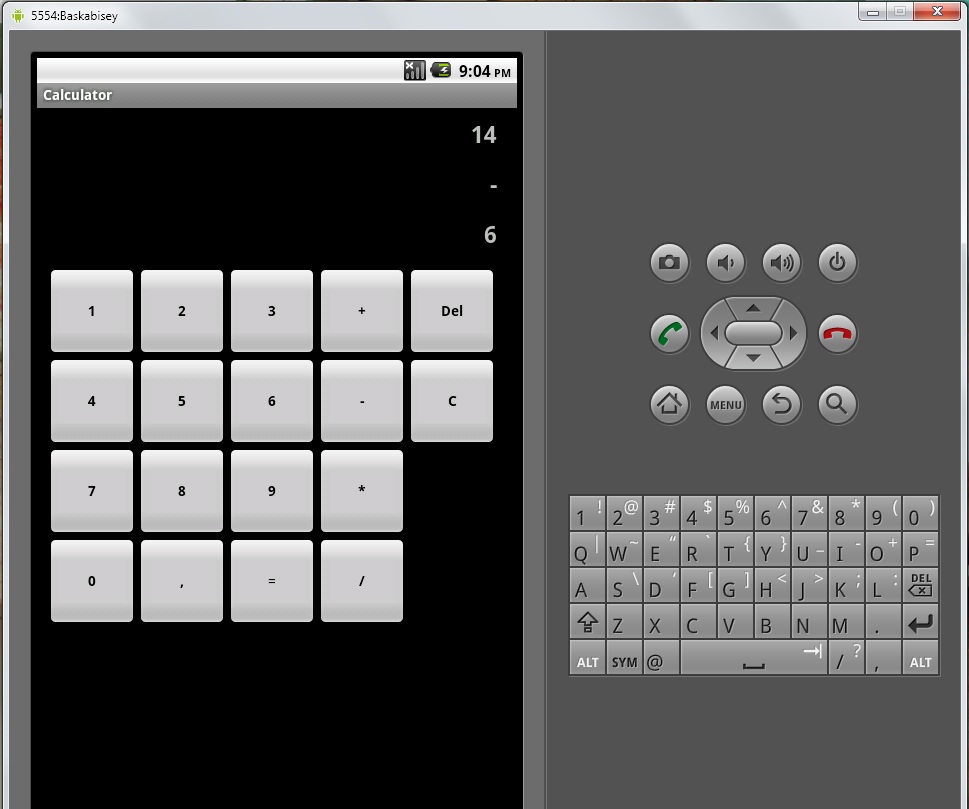 5554:Baskabisey
9:04 PM
Calculator
14
-
6
1 2 3 + Del
4 5 6 - C
7 8 9 *
0 , = /
MENU
1 ! 2 @ 3 # 4 $ 5 % 6 ^ 7 & 8 * 9 ( 0 )
Q | W ~ E “ R ` T { Y } U _ I - O + P =
A S \ D ‘ F [ G ] H < J > K ; L : DEL
Z X C V B N M .
ALT SYM @ / ? , ALT